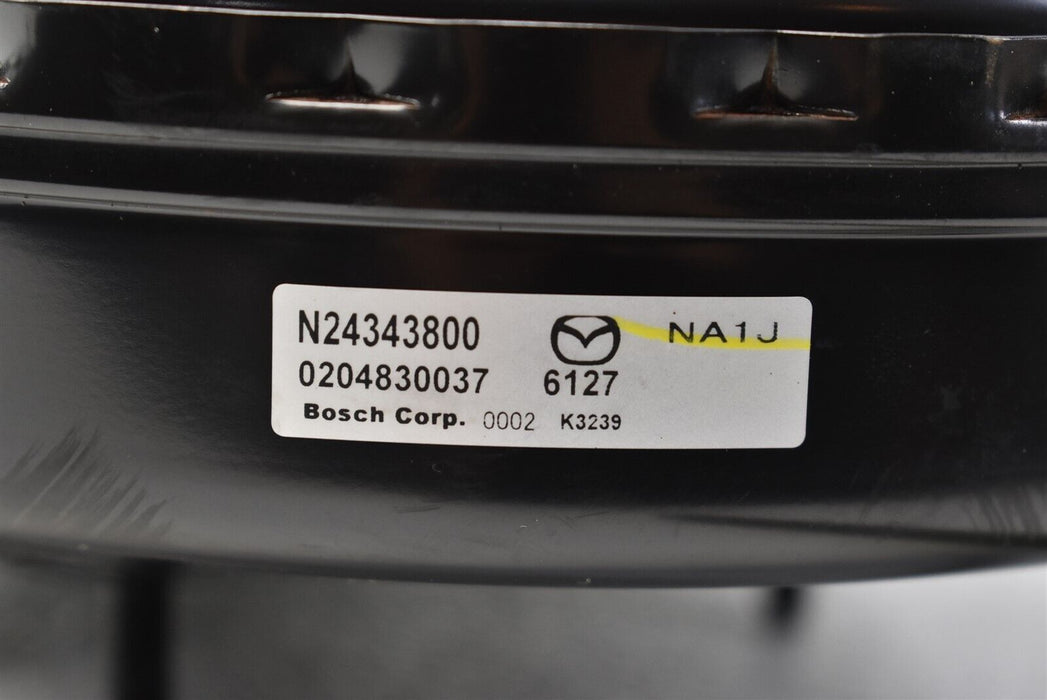 N24343800 NA1J
0204830037 6127
Bosch Corp. 0002 K3239